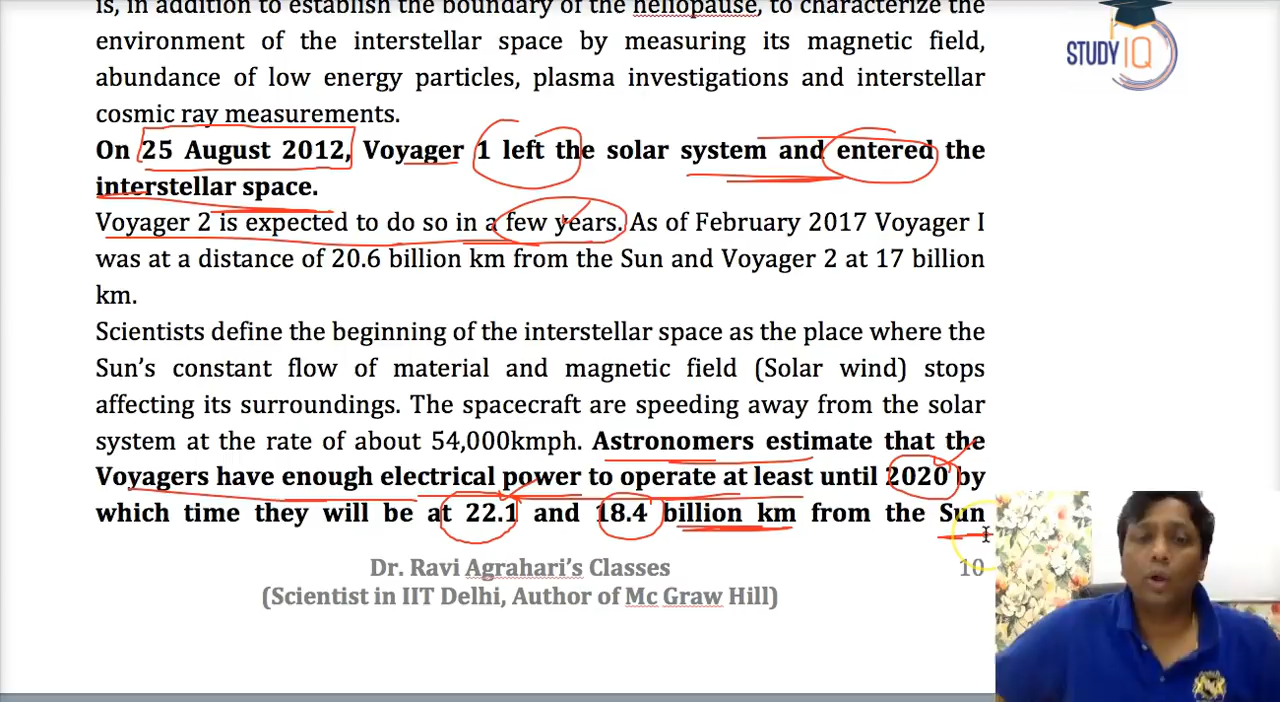 is, in addition to establish the boundary of the heliopause, to characterize the
environment of the interstellar space by measuring its magnetic field,
abundance of low energy particles, plasma investigations and interstellar
cosmic ray measurements.
On 25 August 2012, Voyager 1 left the solar system and entered the
interstellar space.
Voyager 2 is expected to do so in a few years. As of February 2017 Voyager I
was at a distance of 20.6 billion km from the Sun and Voyager 2 at 17 billion
km.
Scientists define the beginning of the interstellar space as the place where the
Sun's constant flow of material and magnetic field (Solar wind) stops
affecting its surroundings. The spacecraft are speeding away from the solar
system at the rate of about 54,000kmph. Astronomers estimate that the
Voyagers have enough electrical power to operate at least until 2020 by
which time they will be at 22.1 and 18.4 billion km from the Sun
Dr. Ravi Agrahari's Classes 10
(Scientist in IIT Delhi, Author of Mc Graw Hill)
STUDY IQ